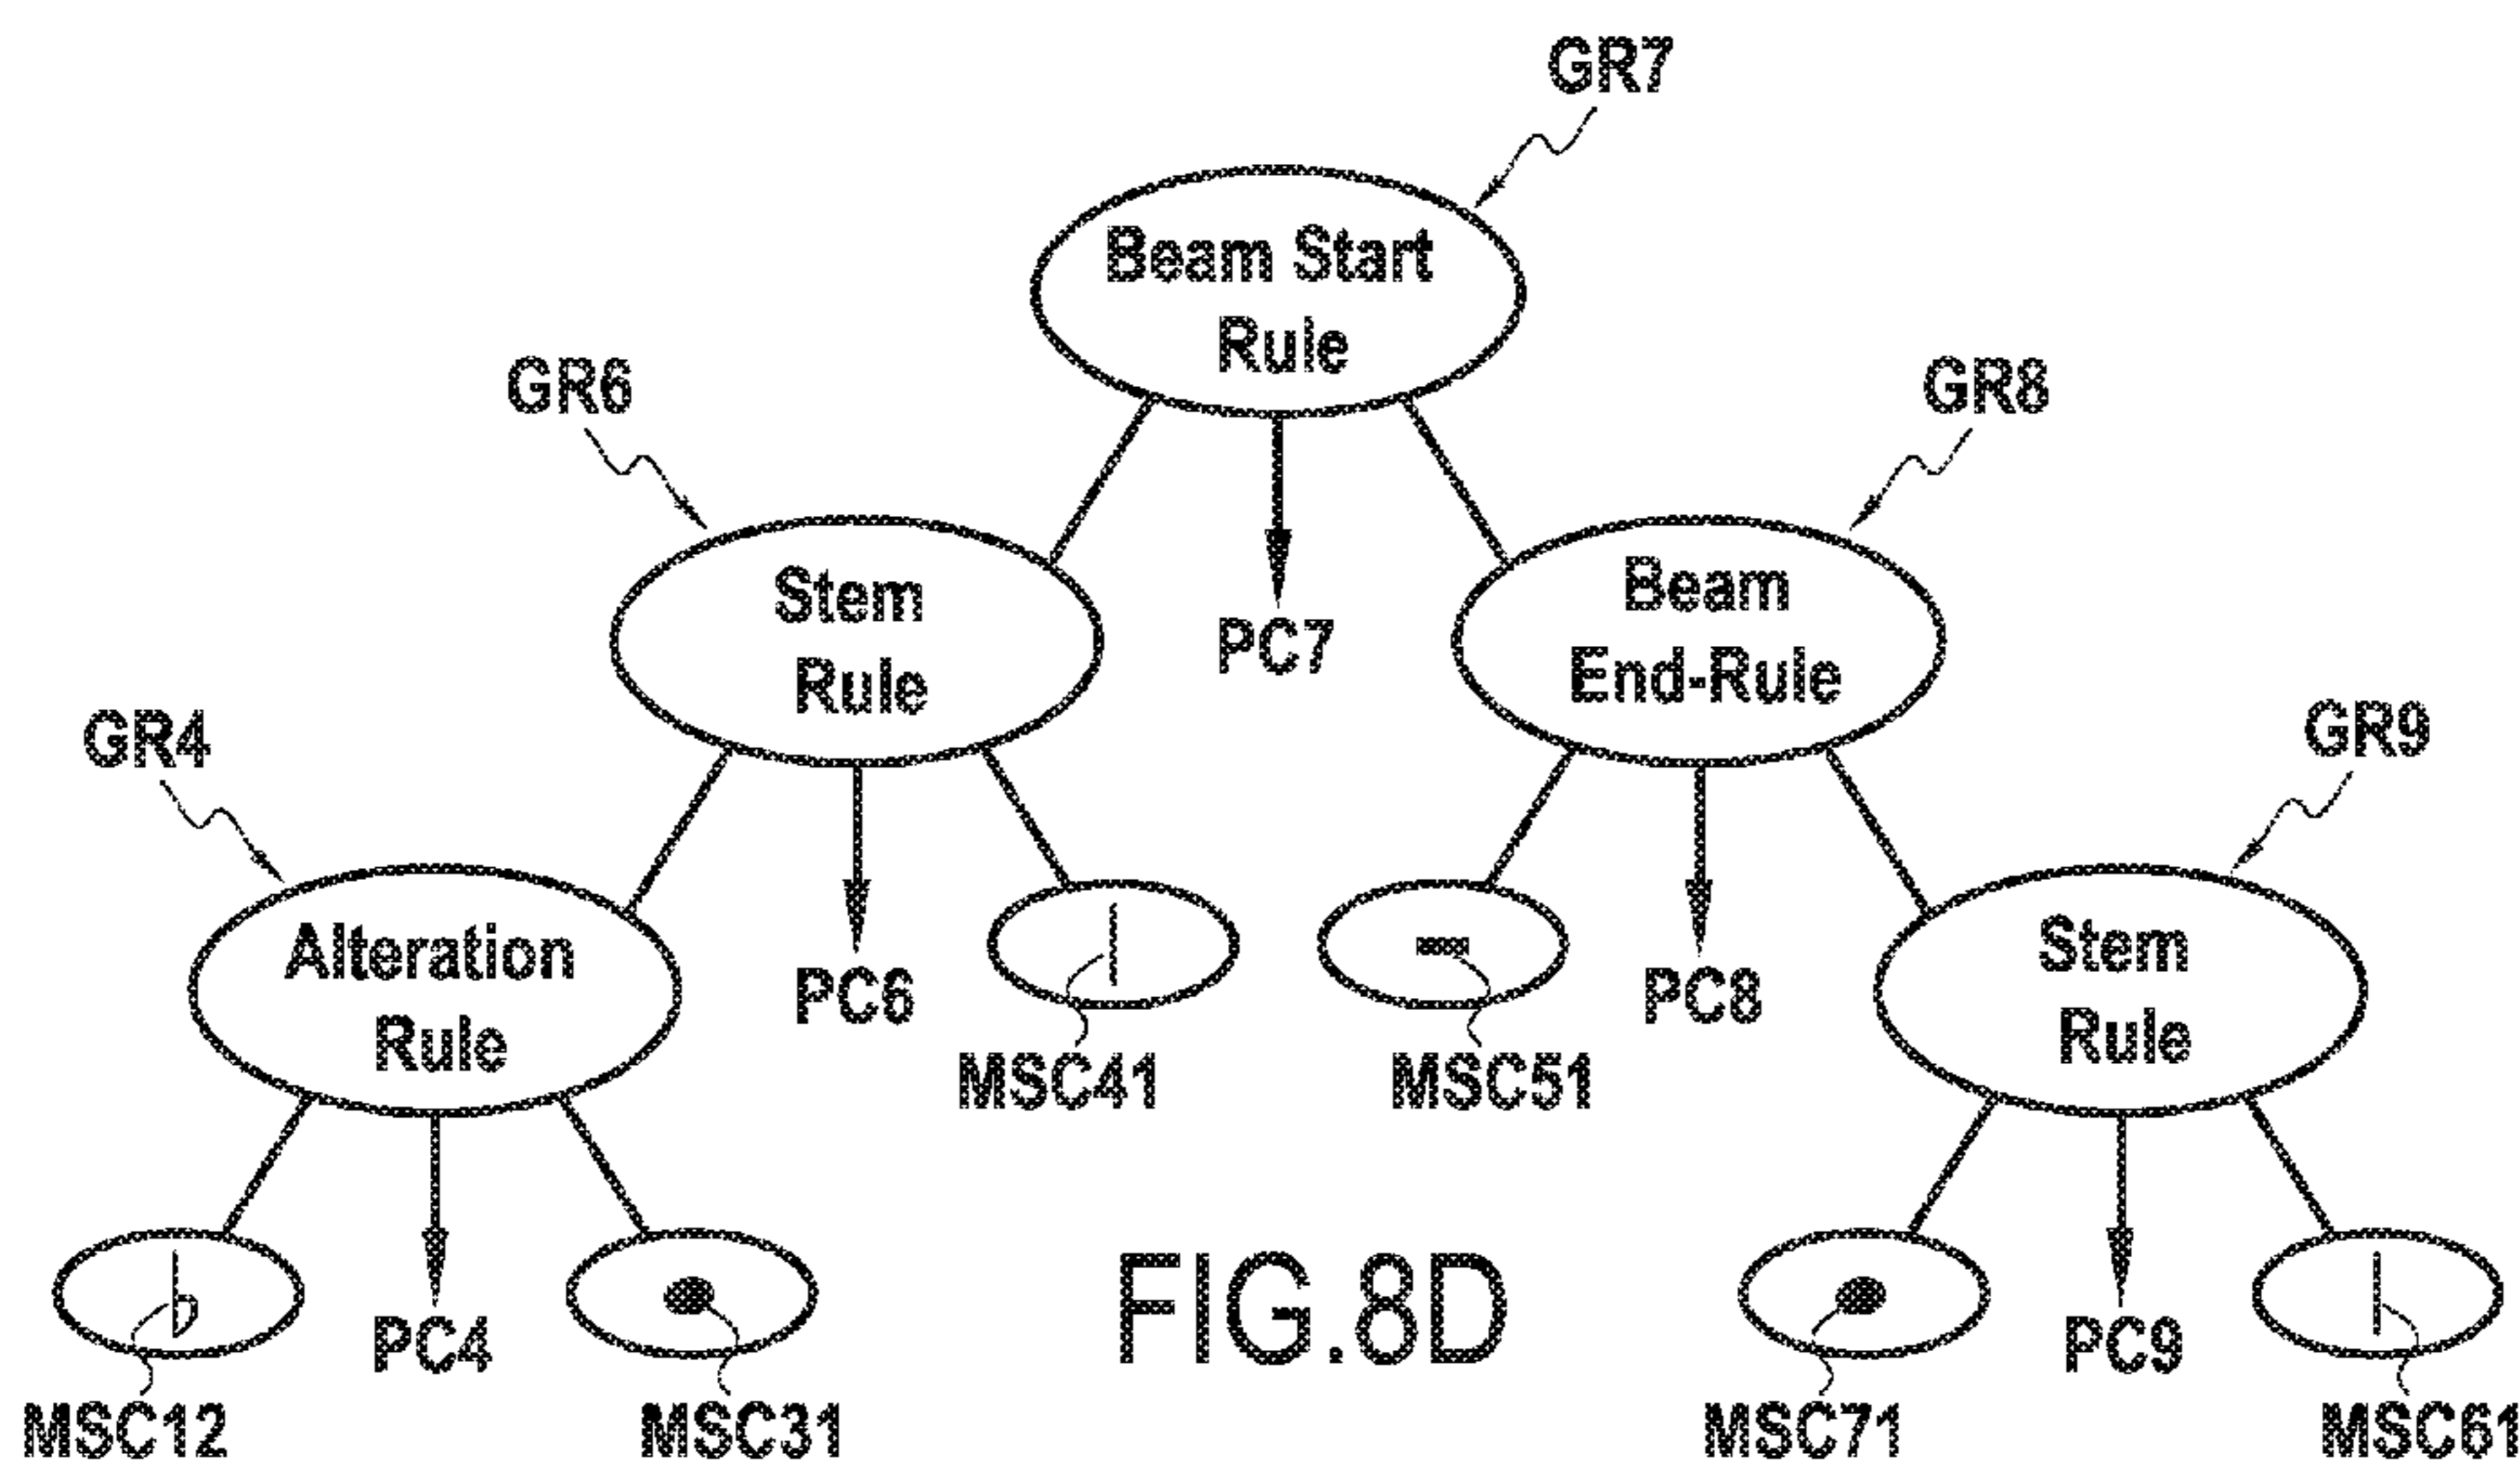 GR7
Beam Start
Rule
GR6
GR8
Stem
Rule
PC7
Beam
End-Rule
GR4
GR9
Alteration
Rule
PC6
MSC41
MSC51
PC8
Stem
Rule
MSC12
PC4
MSC31
FIG.8D
MSC71
PC9
MSC61